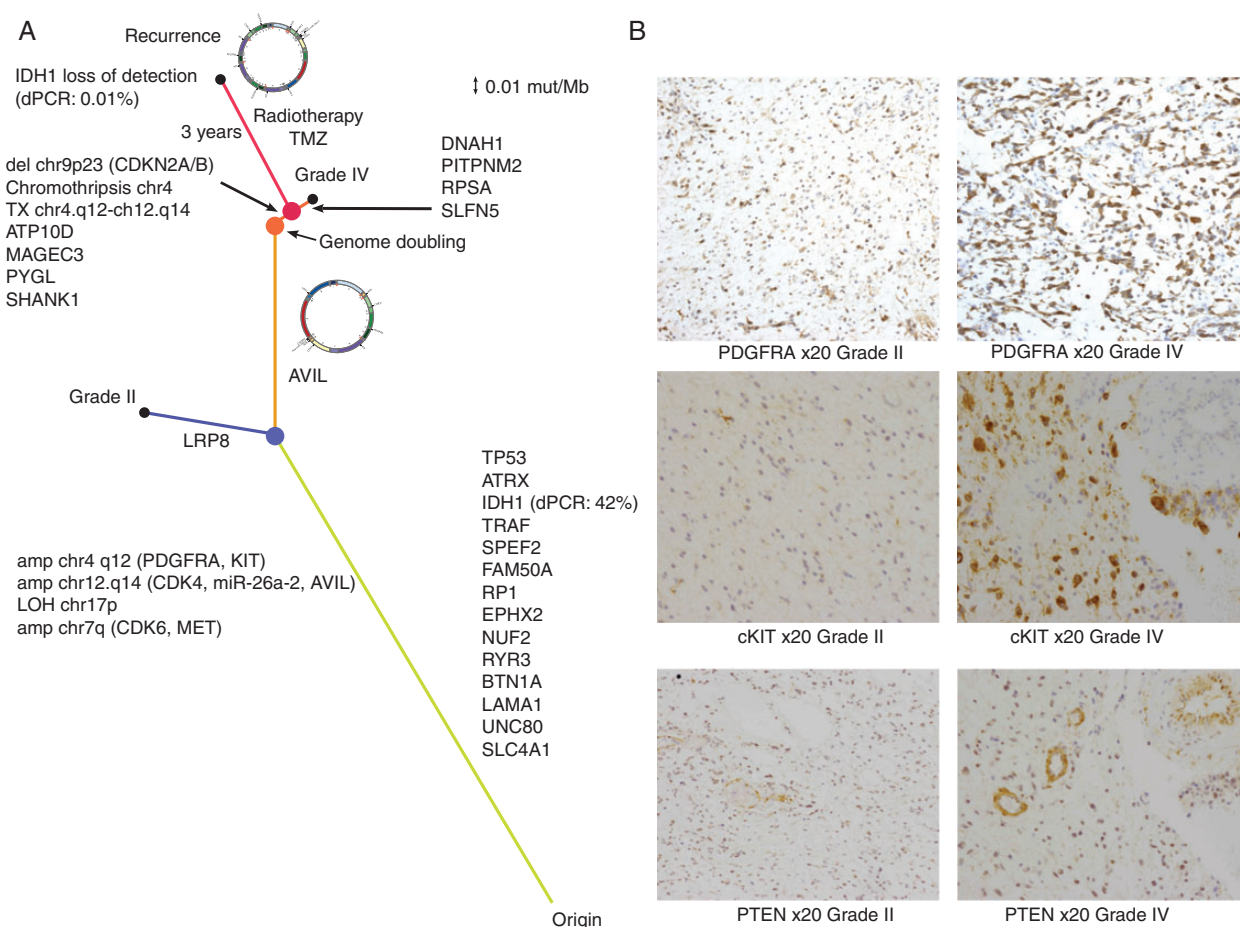 A
Recurrence
IDH1 loss of detection
(dPCR: 0.01%)
0.01 mut/Mb
3 years
Radiotherapy
TMZ
del chr9p23 (CDKN2A/B)
Chromothripsis chr4
TX chr4.q12-ch12.q14
ATP10D
MAGEC3
PYGL
SHANK1
Grade IV
DNAH1
PITPNM2
RPSA
SLFN5
Genome doubling
AVIL
Grade II
LRP8
TP53
ATRX
IDH1 (dPCR: 42%)
TRAF
SPEF2
FAM50A
RP1
EPHX2
NUF2
RYR3
BTN1A
LAMA1
UNC80
SLC4A1
amp chr4 q12 (PDGFRA, KIT)
amp chr12.q14 (CDK4, miR-26a-2, AVIL)
LOH chr17p
amp chr7q (CDK6, MET)
Origin
B
PDGFRA x20 Grade II
PDGFRA x20 Grade IV
cKIT x20 Grade II
cKIT x20 Grade IV
PTEN x20 Grade II
PTEN x20 Grade IV